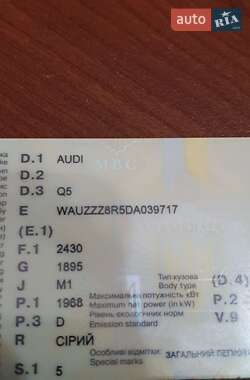 auto RIA
.com
D.1 AUDI
D.2
D.3 Q5
E WAUZZZ8R5DA039717
(E.1)
F.1 2430
G 1895
Тип кузова
Body type (D.4)
J M1
Максимальна потужність кВт
Maximum net power (in kW) P.2
P.1 1968
Рівень екологічних норм
Emission standard V.9
P.3 D
R СІРИЙ
Особливі відмітки: ЗАГАЛЬНИЙ
Special marks
S.1 5